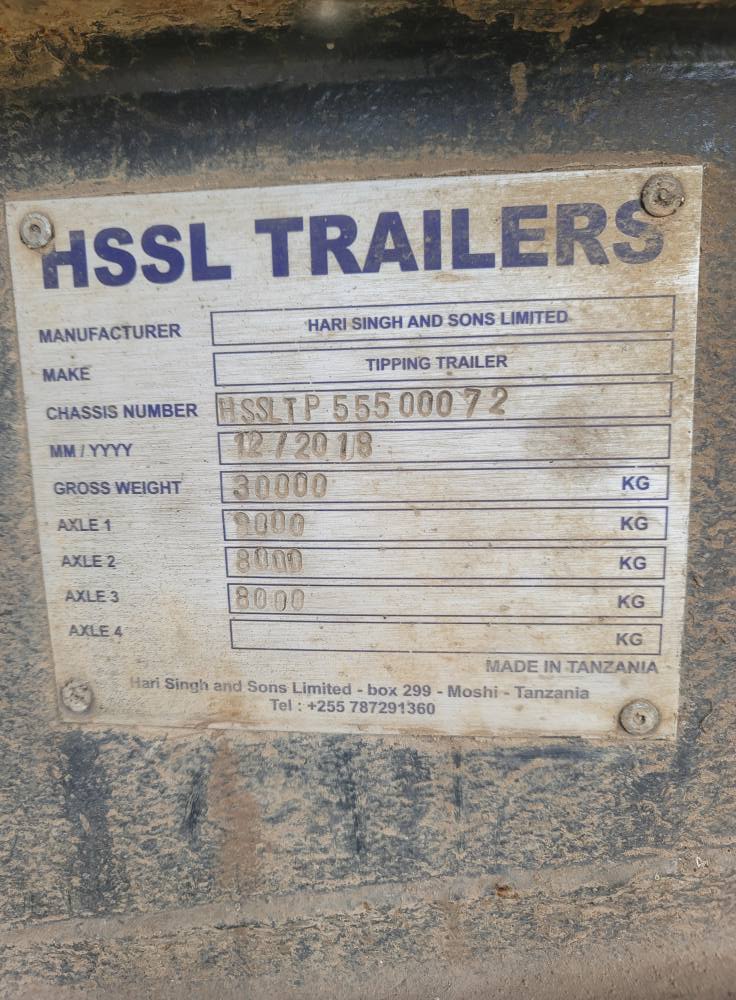 HSSL TRAILERS
MANUFACTURER HARI SINGH AND SONS LIMITED
MAKE TIPPING TRAILER
CHASSIS NUMBER HSSLTP55500072
MM / YYYY 12/2018
GROSS WEIGHT 30000 KG
AXLE 1 KG
AXLE 2 8000 KG
AXLE 3 8000 KG
AXLE 4 KG
MADE IN TANZANIA
Hari Singh and Sons Limited - box 299 - Moshi - Tanzania
Tel : +255 787291360